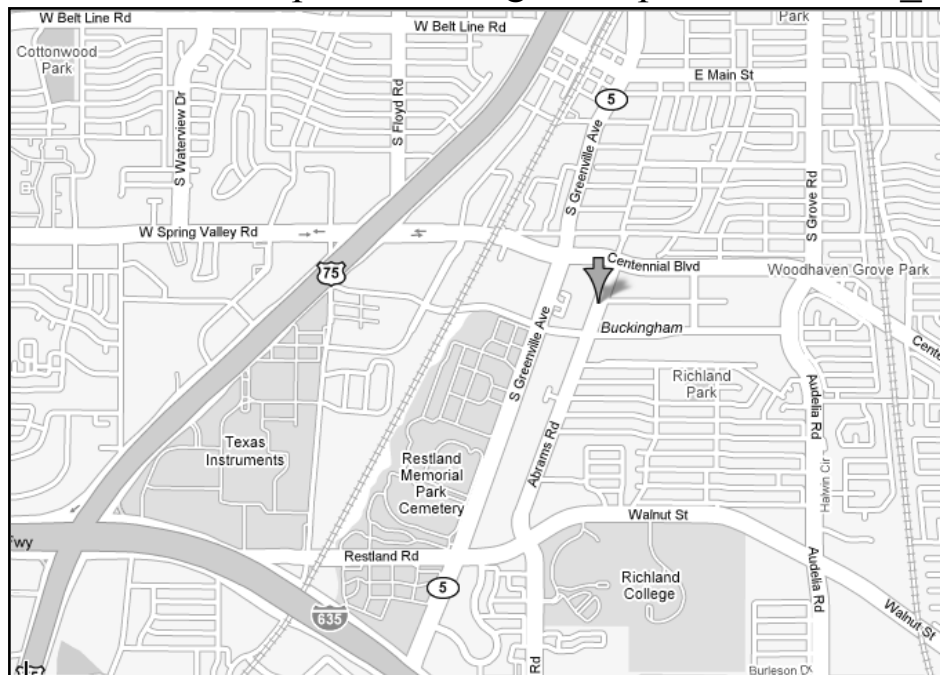 W Belt Line Rd
W Belt Line Rd
Park
Cottonwood
Park
E Main St
5
S Waterview Dr
S Floyd Rd
S Greenville Ave
S Grove Rd
W Spring Valley Rd
75
Centennial Blvd
Woodhaven Grove Park
Buckingham
S Greenville Ave
Cente
Richland
Park
Audelia Rd
Texas
Instruments
Restland
Memorial
Park
Cemetery
Abrams Rd
Halwin Cir
Walnut St
Fwy
Restland Rd
Richland
College
5
635
Audelia Rd
Walnut St
Rd
Burleson D